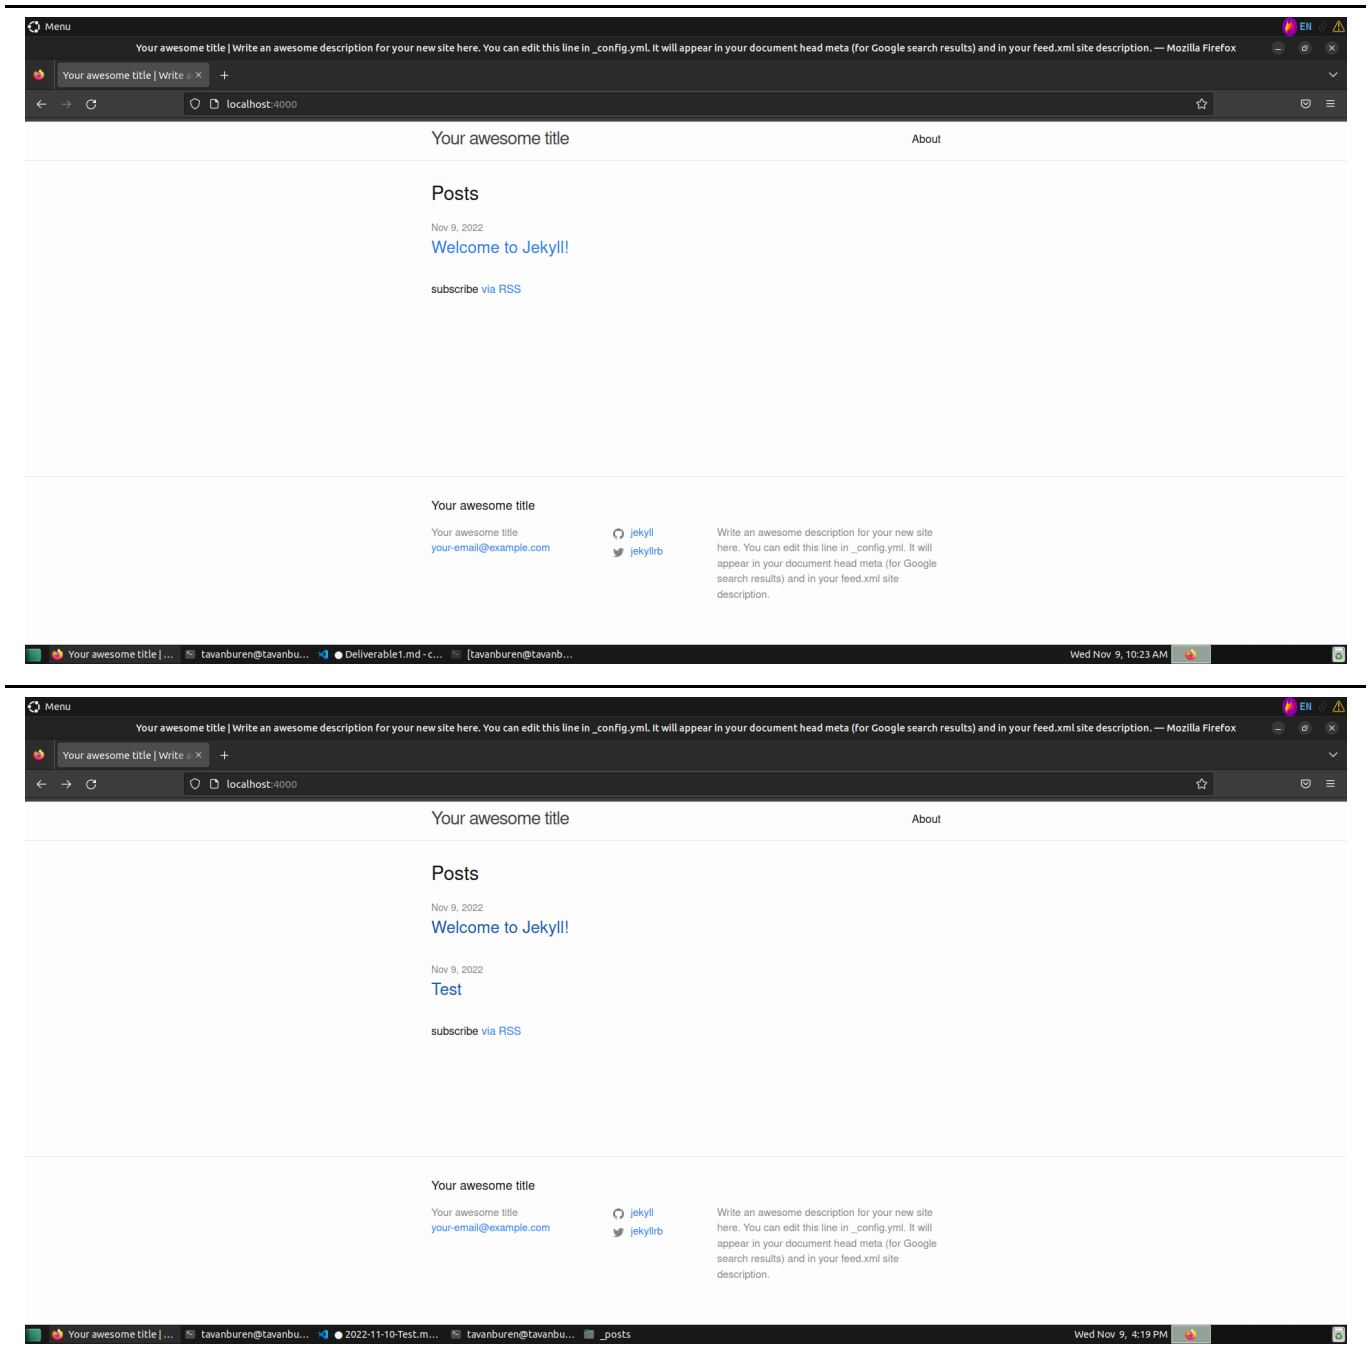 Menu
EN
Your awesome title | Write an awesome description for your new site here. You can edit this line in _config.yml. It will appear in your document head meta (for Google search results) and in your feed.xml site description. — Mozilla Firefox
Your awesome title | Write a
localhost:4000
Your awesome title
About
Posts
Nov 9, 2022
Welcome to Jekyll!
subscribe via RSS
Your awesome title
Your awesome title
your-email@example.com
jekyll
jekyllrb
Write an awesome description for your new site
here. You can edit this line in _config.yml. It will
appear in your document head meta (for Google
search results) and in your feed.xml site
description.
Your awesome title | ...
tavanburen@tavanbu...
● Deliverable1.md - c...
[tavanburen@tavanb...
Wed Nov 9, 10:23 AM
Menu
EN
Your awesome title | Write an awesome description for your new site here. You can edit this line in _config.yml. It will appear in your document head meta (for Google search results) and in your feed.xml site description. — Mozilla Firefox
Your awesome title | Write a
localhost:4000
Your awesome title
About
Posts
Nov 9, 2022
Welcome to Jekyll!
Nov 9, 2022
Test
subscribe via RSS
Your awesome title
Your awesome title
your-email@example.com
jekyll
jekyllrb
Write an awesome description for your new site
here. You can edit this line in _config.yml. It will
appear in your document head meta (for Google
search results) and in your feed.xml site
description.
Your awesome title | ...
tavanburen@tavanbu...
● 2022-11-10-Test.m...
tavanburen@tavanbu...
_posts
Wed Nov 9, 4:19 PM